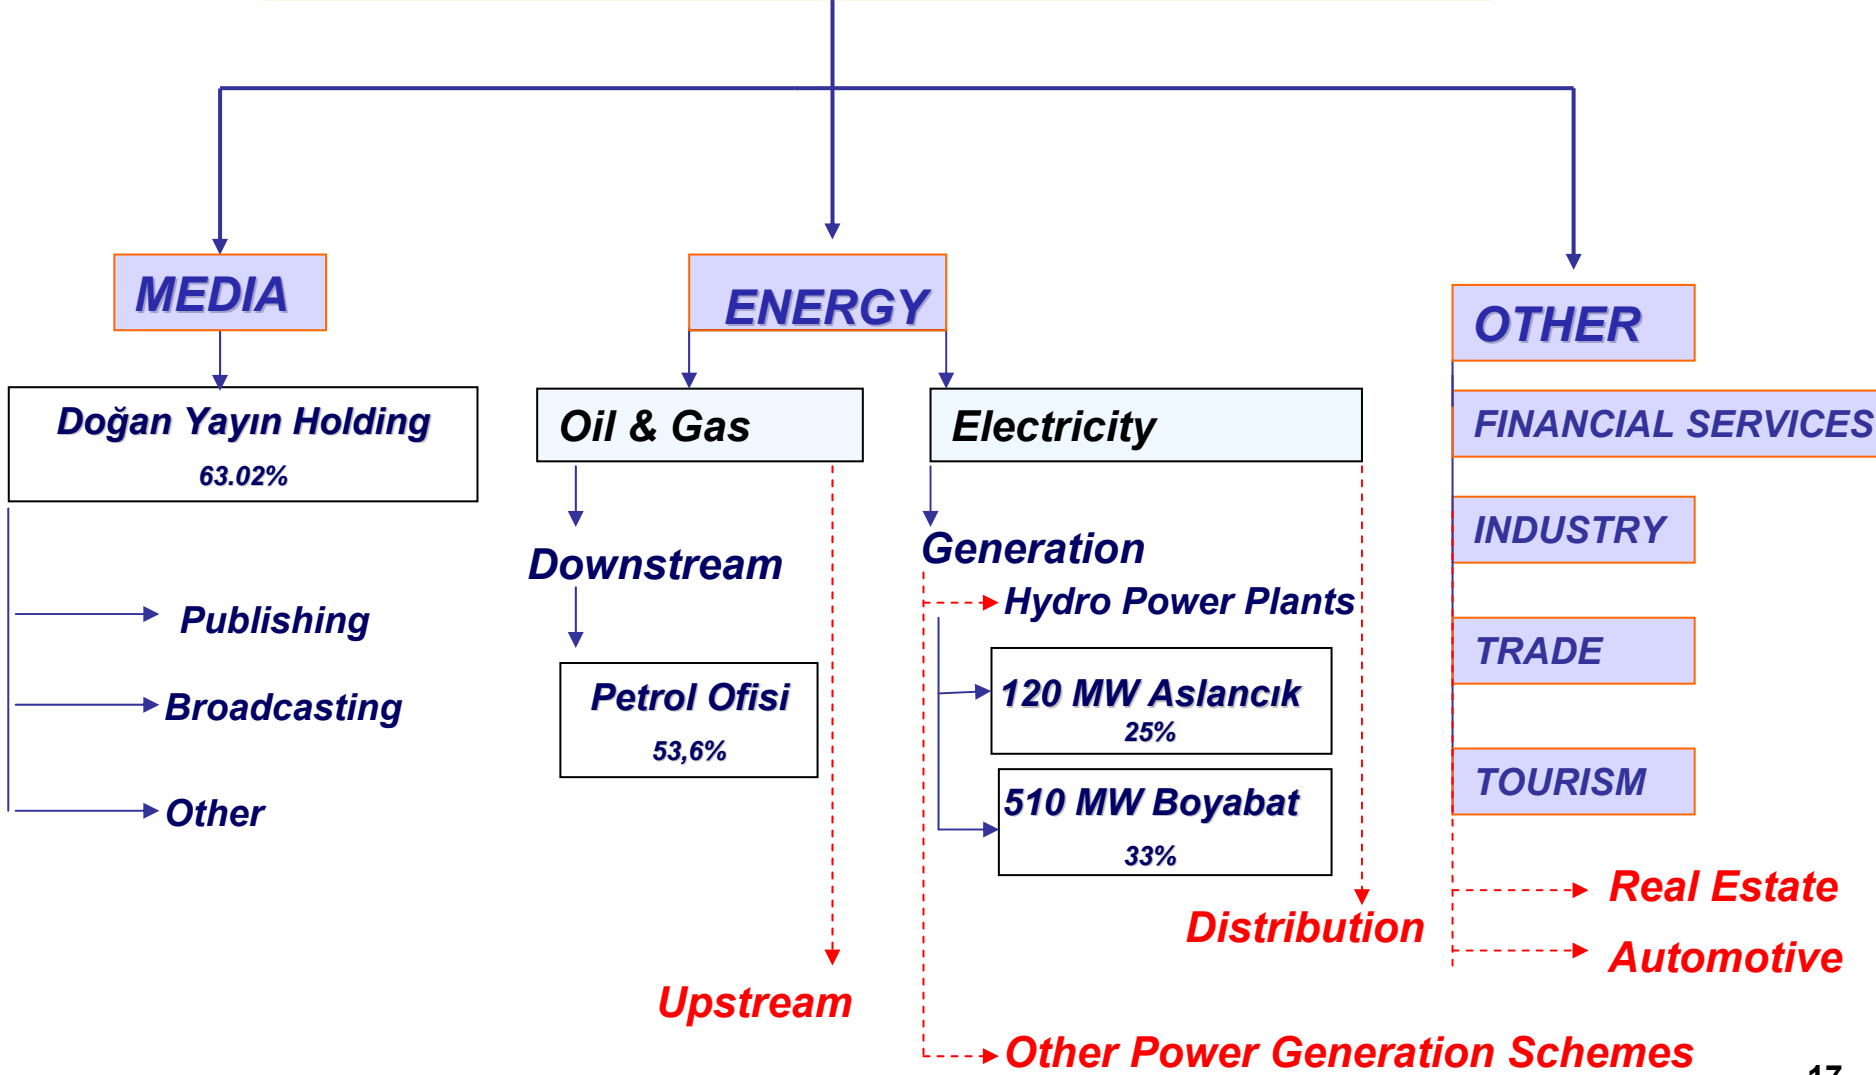 MEDIA
Doğan Yayın Holding
63.02%
Publishing
Broadcasting
Other
ENERGY
Oil & Gas
Downstream
Petrol Ofisi
53,6%
Upstream
Electricity
Generation
Hydro Power Plants
120 MW Aslancık
25%
510 MW Boyabat
33%
Distribution
Other Power Generation Schemes
OTHER
FINANCIAL SERVICES
INDUSTRY
TRADE
TOURISM
Real Estate
Automotive
17